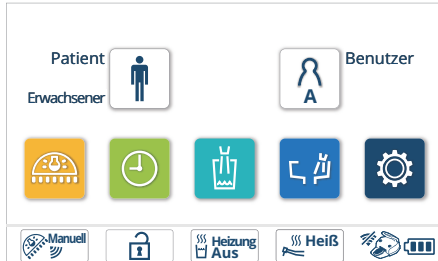 Patient
Benutzer
Erwachsener
A
Manuell
Heizung
Aus
Heiß